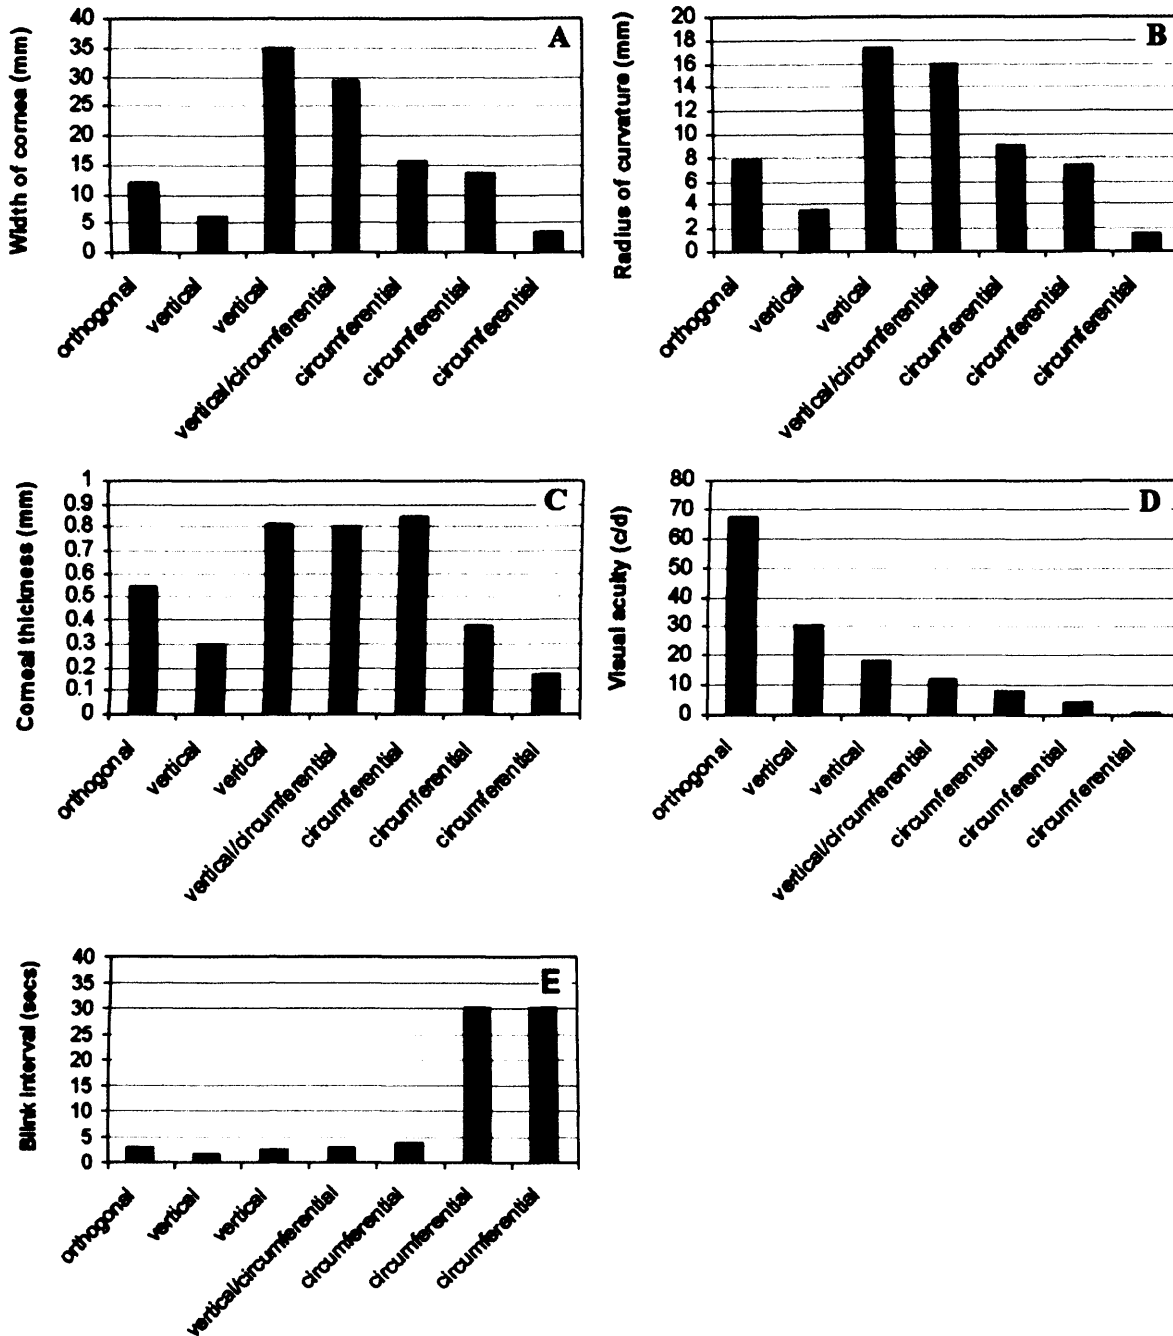 A
Width of cornea (mm)
40
35
30
25
20
15
10
5
0
orthogonal
vertical
vertical
vertical/circumferential
circumferential
circumferential
circumferential
B
Radius of curvature (mm)
20
18
16
14
12
10
8
6
4
2
0
orthogonal
vertical
vertical
vertical/circumferential
circumferential
circumferential
circumferential
C
Corneal thickness (mm)
1
0.9
0.8
0.7
0.6
0.5
0.4
0.3
0.2
0.1
0
orthogonal
vertical
vertical
vertical/circumferential
circumferential
circumferential
circumferential
D
Visual acuity (c/d)
80
70
60
50
40
30
20
10
0
orthogonal
vertical
vertical
vertical/circumferential
circumferential
circumferential
circumferential
E
Blink interval (secs)
40
35
30
25
20
15
10
5
0
orthogonal
vertical
vertical
vertical/circumferential
circumferential
circumferential
circumferential